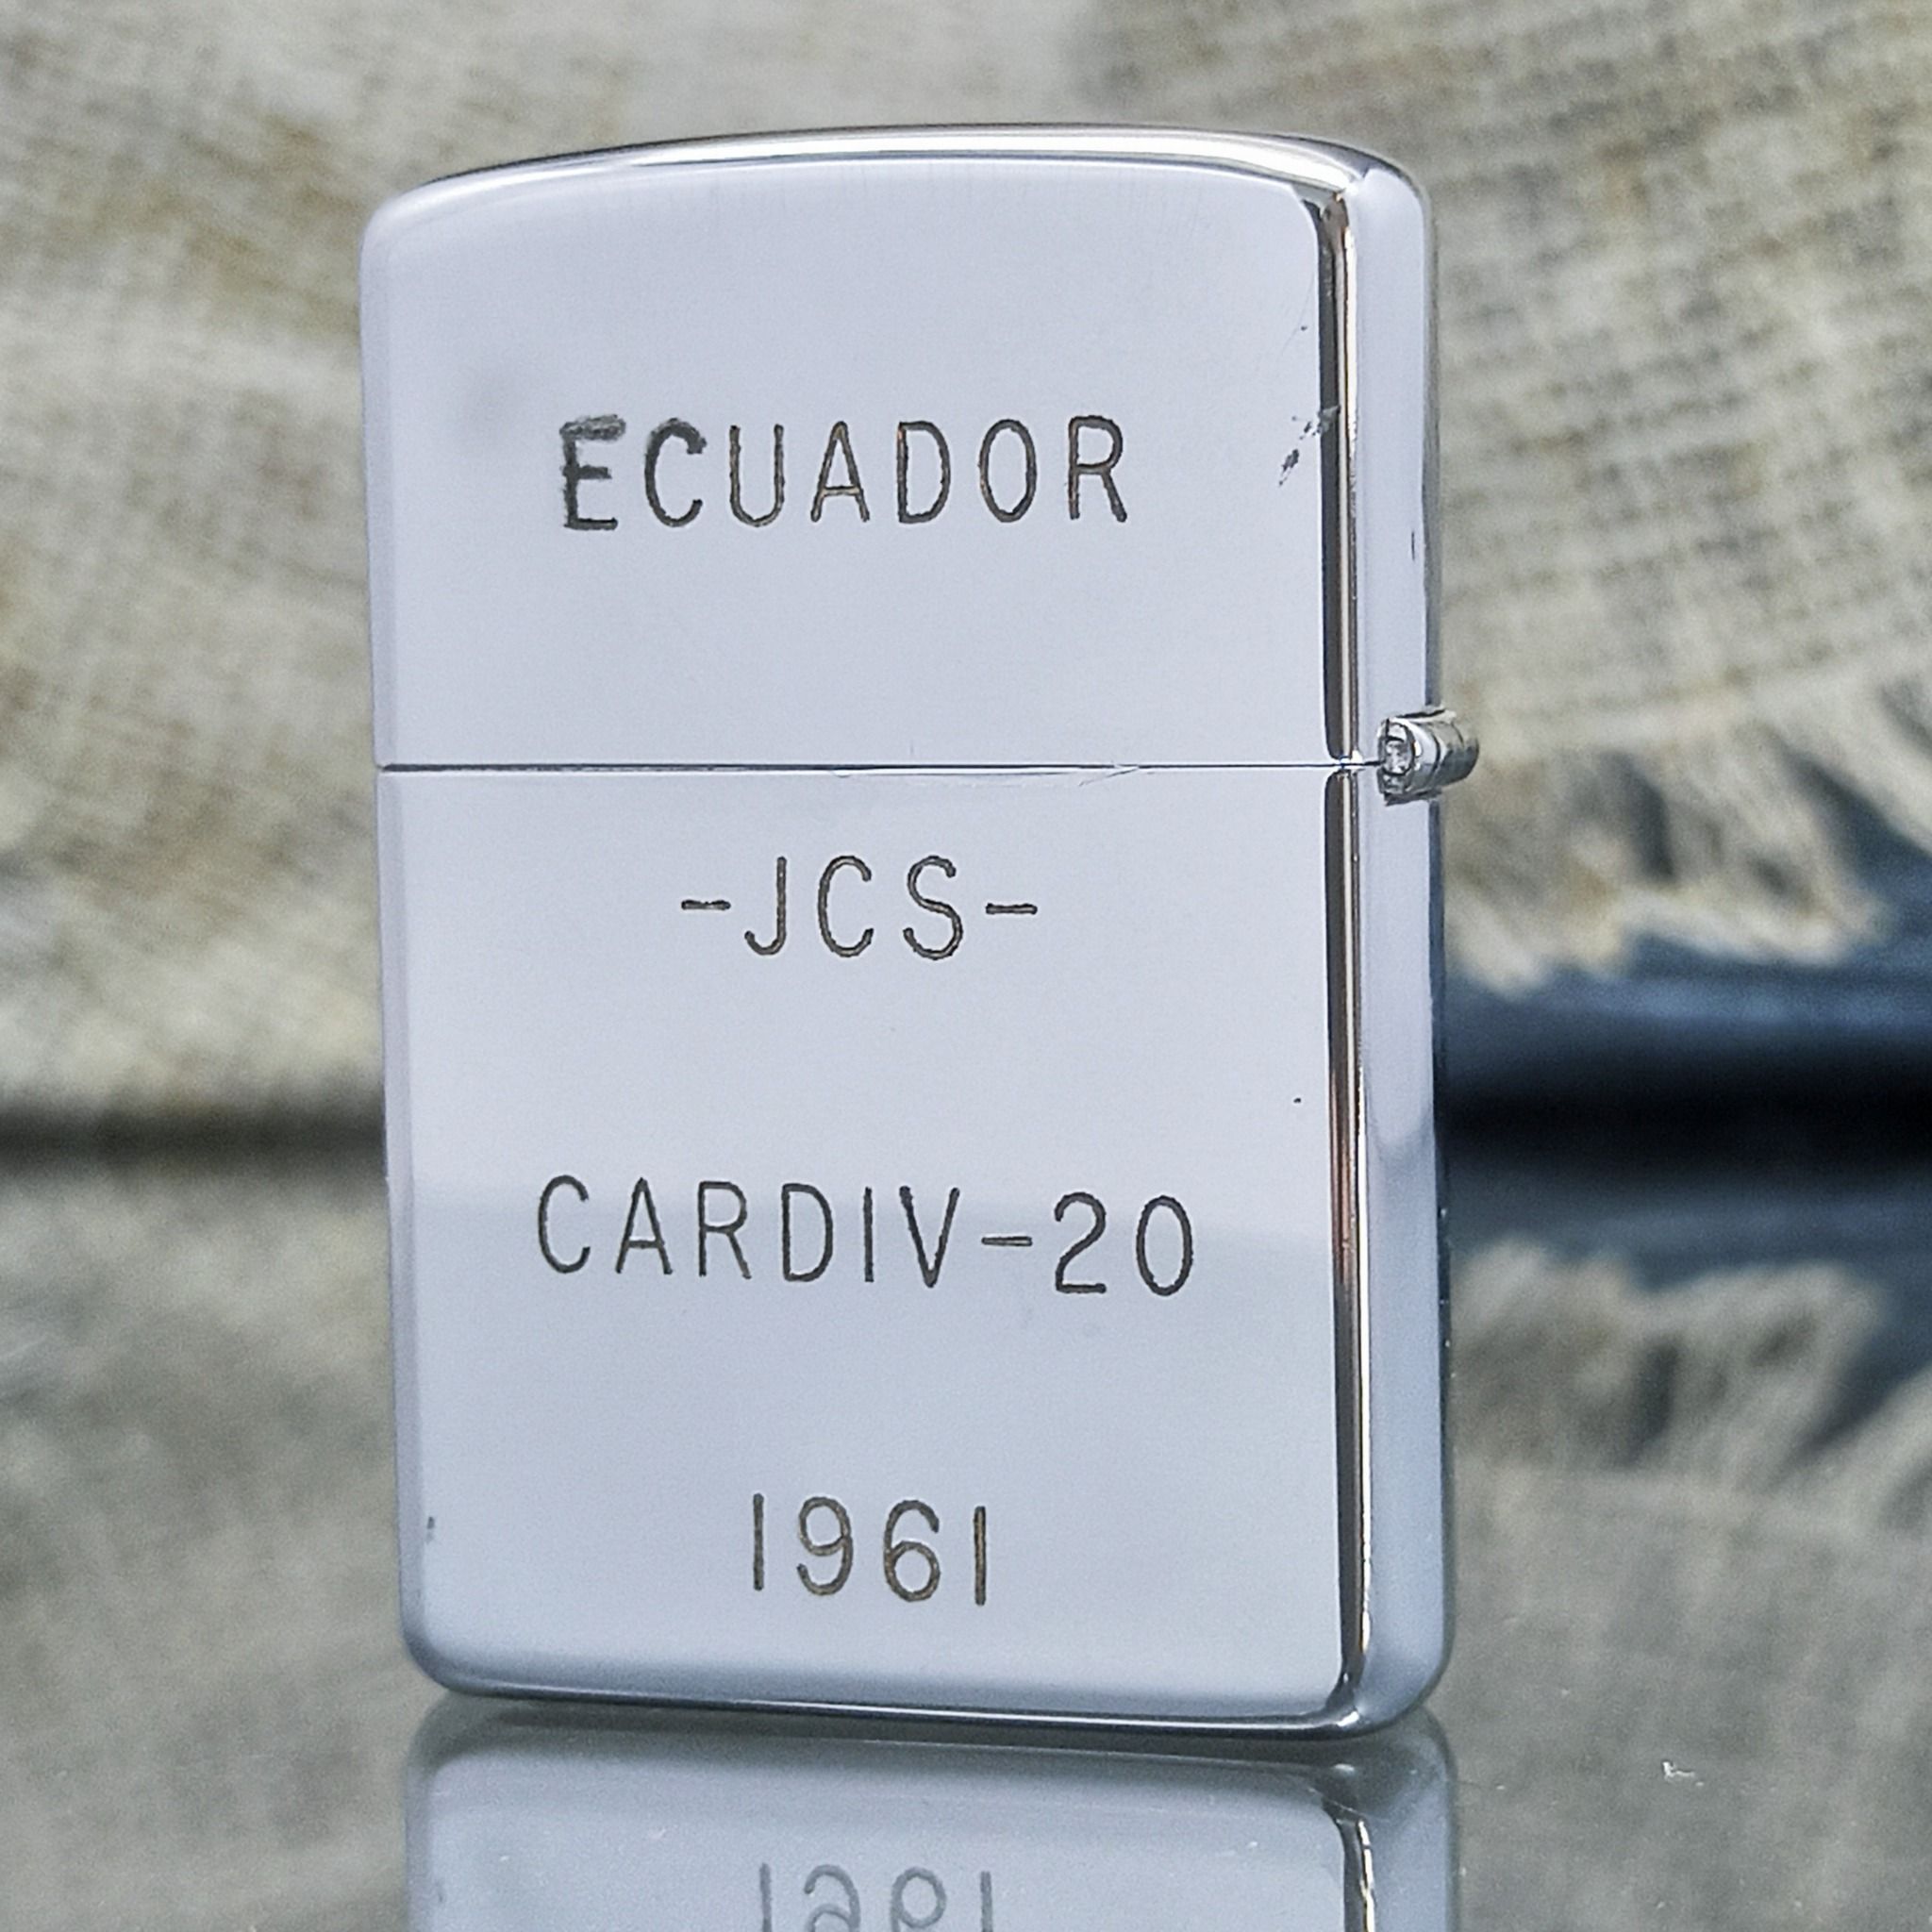 ECUADOR
-JCS-
CARDIV-20
1961